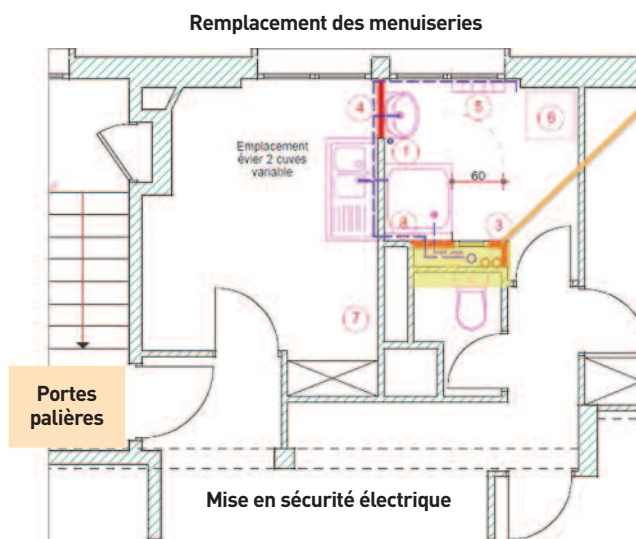 Remplacement des menuiseries
4
5
6
Emplacement
évier 2 cuves
variable
1
60
8
3
7
Portes
palières
Mise en sécurité électrique